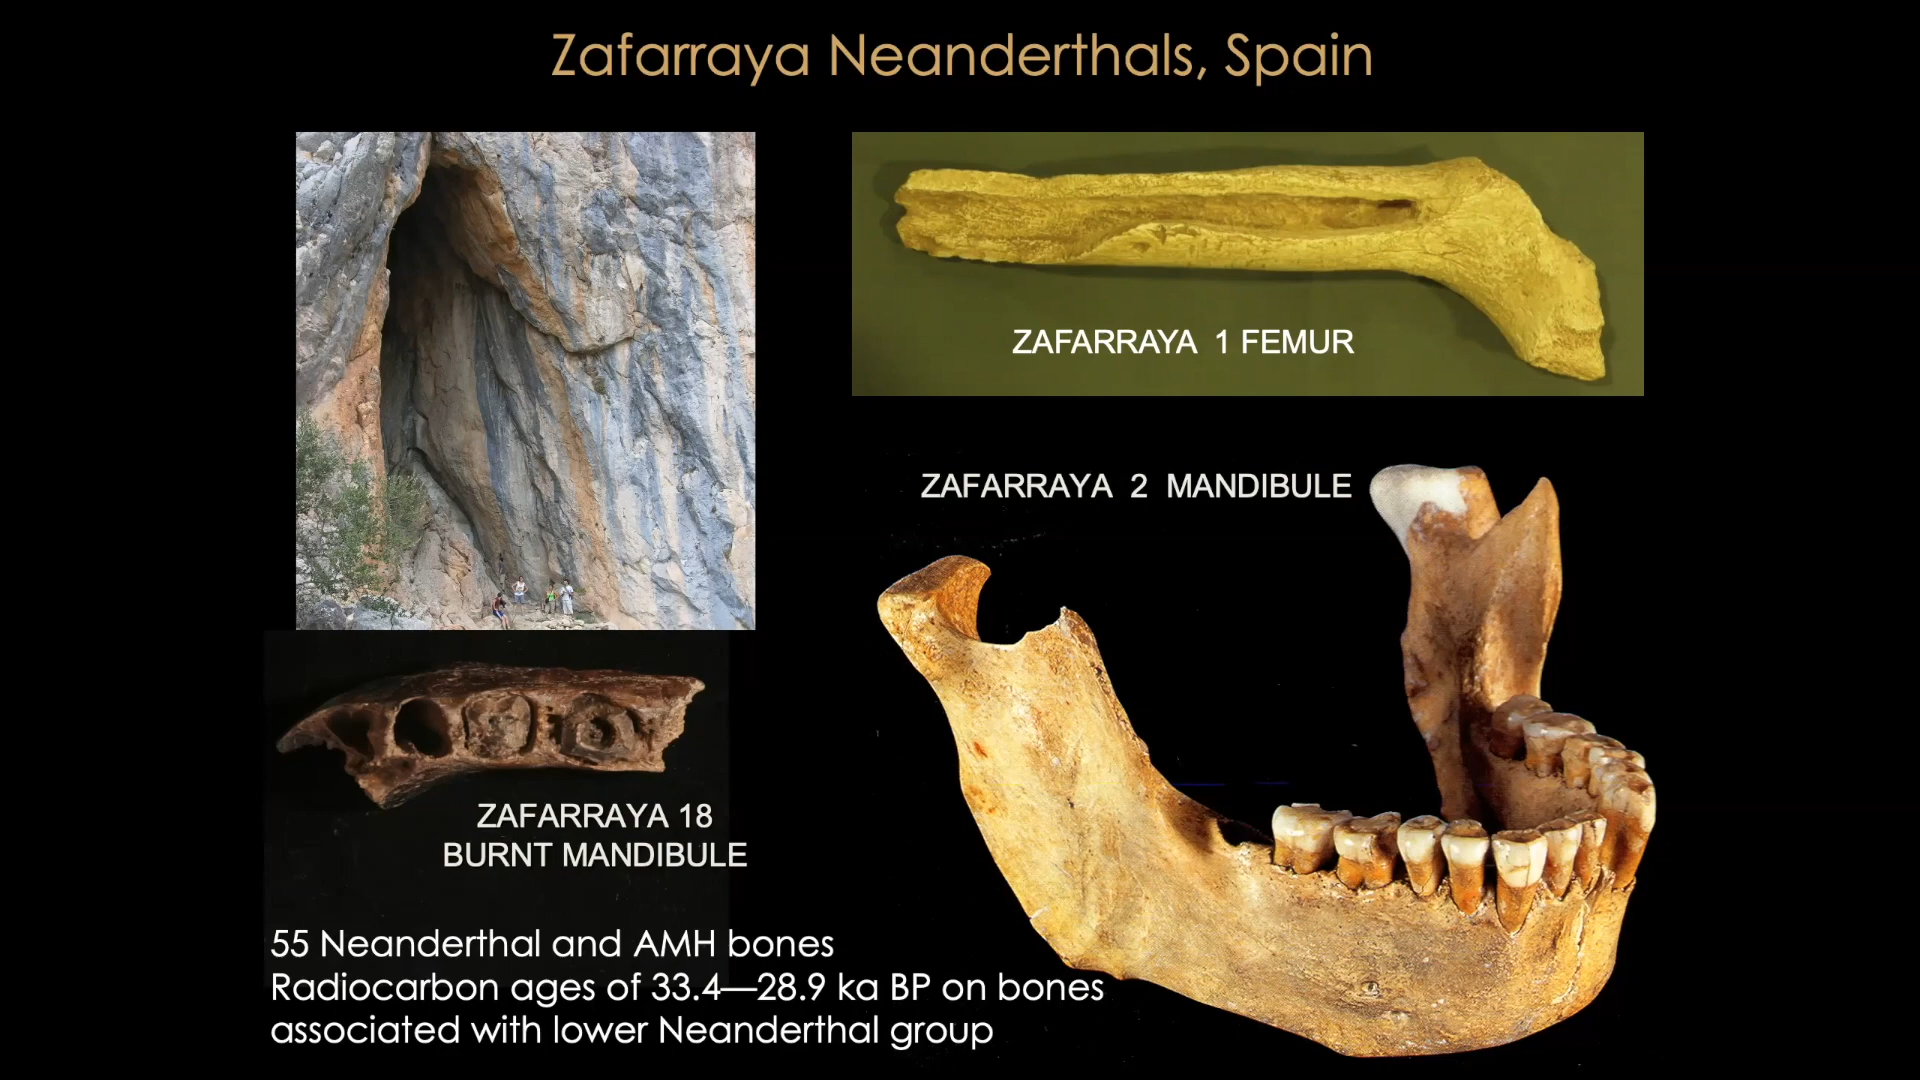 Zafarraya Neanderthals, Spain
ZAFARRAYA 1 FEMUR
ZAFARRAYA 2 MANDIBULE
ZAFARRAYA 18
BURNT MANDIBULE
55 Neanderthal and AMH bones
Radiocarbon ages of 33.4—28.9 ka BP on bones
associated with lower Neanderthal group